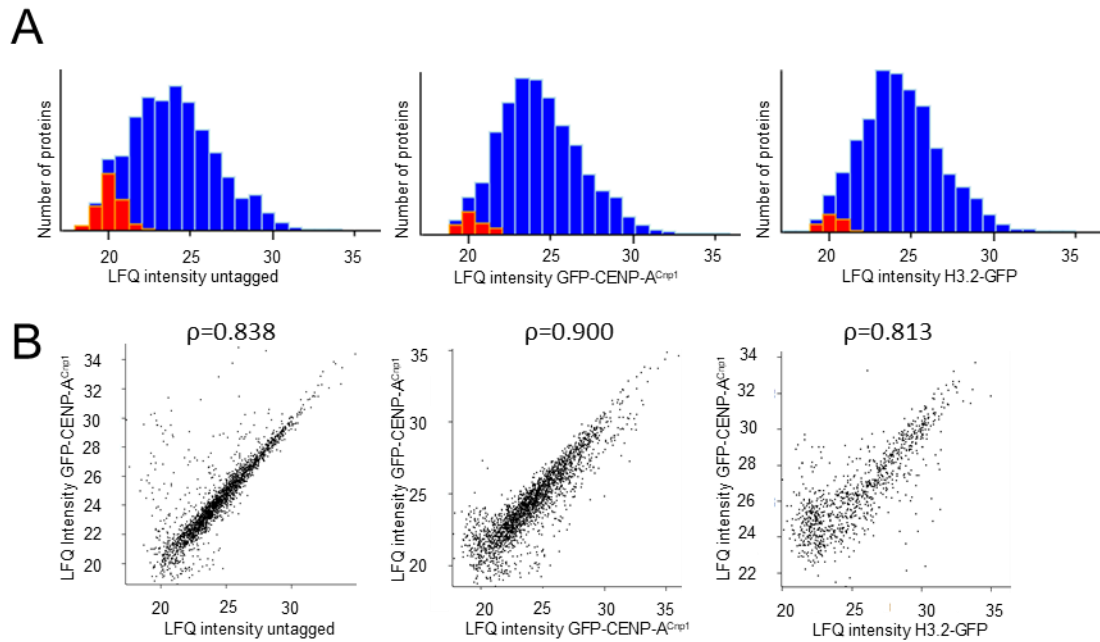 A
Number of proteins
20 25 30 35
LFQ intensity untagged
Number of proteins
20 25 30 35
LFQ intensity GFP-CENP-A^Cnp1
Number of proteins
20 25 30 35
LFQ intensity H3.2-GFP
B
ρ=0.838
LFQ Intensity GFP-CENP-A^Cnp1
34
32
30
28
26
24
22
20
20 25 30
LFQ intensity untagged
ρ=0.900
LFQ intensity GFP-CENP-A^Cnp1
35
30
25
20
20 25 30 35
LFQ intensity GFP-CENP-A^Cnp1
ρ=0.813
LFQ intensity GFP-CENP-A^Cnp1
34
32
30
28
26
24
22
20 25 30 35
LFQ intensity H3.2-GFP